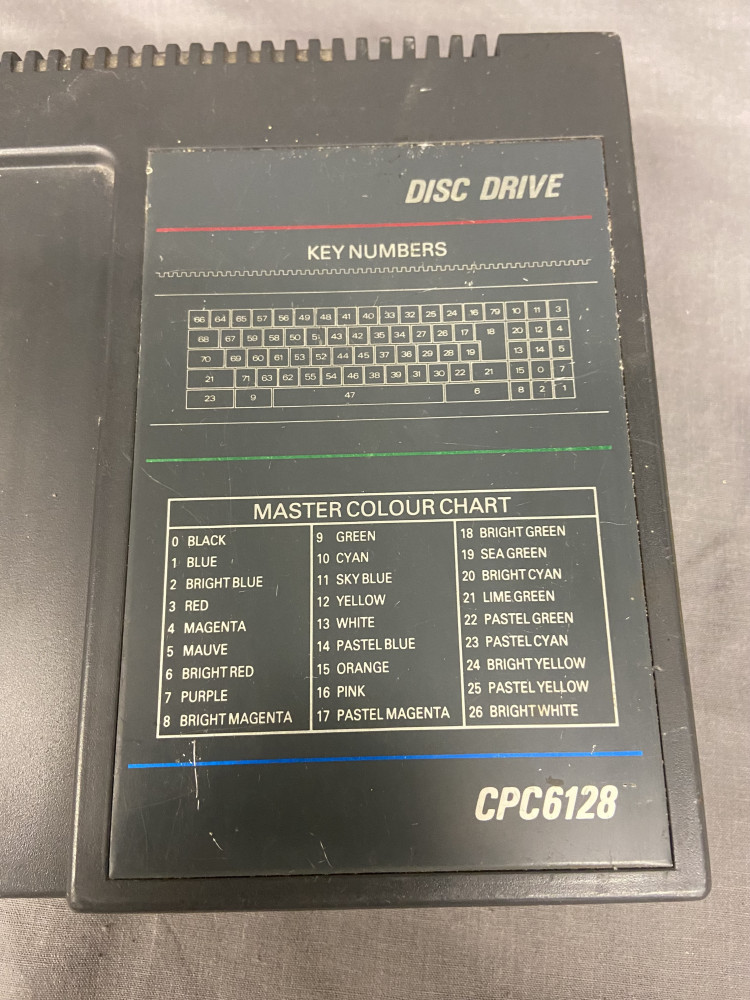 DISC DRIVE
KEY NUMBERS
66 64 65 57 56 49 48 41 40 33 32 25 24 16 79 10 11 3
68 67 59 58 50 51 43 42 35 34 27 26 17 18 20 12 4
70 69 60 61 53 52 44 45 37 36 29 28 19 13 14 5
21 71 63 62 55 54 46 38 39 31 30 22 21 15 0 7
23 9 47 6 8 2 1
MASTER COLOUR CHART
0 BLACK
1 BLUE
2 BRIGHT BLUE
3 RED
4 MAGENTA
5 MAUVE
6 BRIGHT RED
7 PURPLE
8 BRIGHT MAGENTA
9 GREEN
10 CYAN
11 SKY BLUE
12 YELLOW
13 WHITE
14 PASTEL BLUE
15 ORANGE
16 PINK
17 PASTEL MAGENTA
18 BRIGHT GREEN
19 SEA GREEN
20 BRIGHT CYAN
21 LIME GREEN
22 PASTEL GREEN
23 PASTEL CYAN
24 BRIGHT YELLOW
25 PASTEL YELLOW
26 BRIGHT WHITE
CPC6128